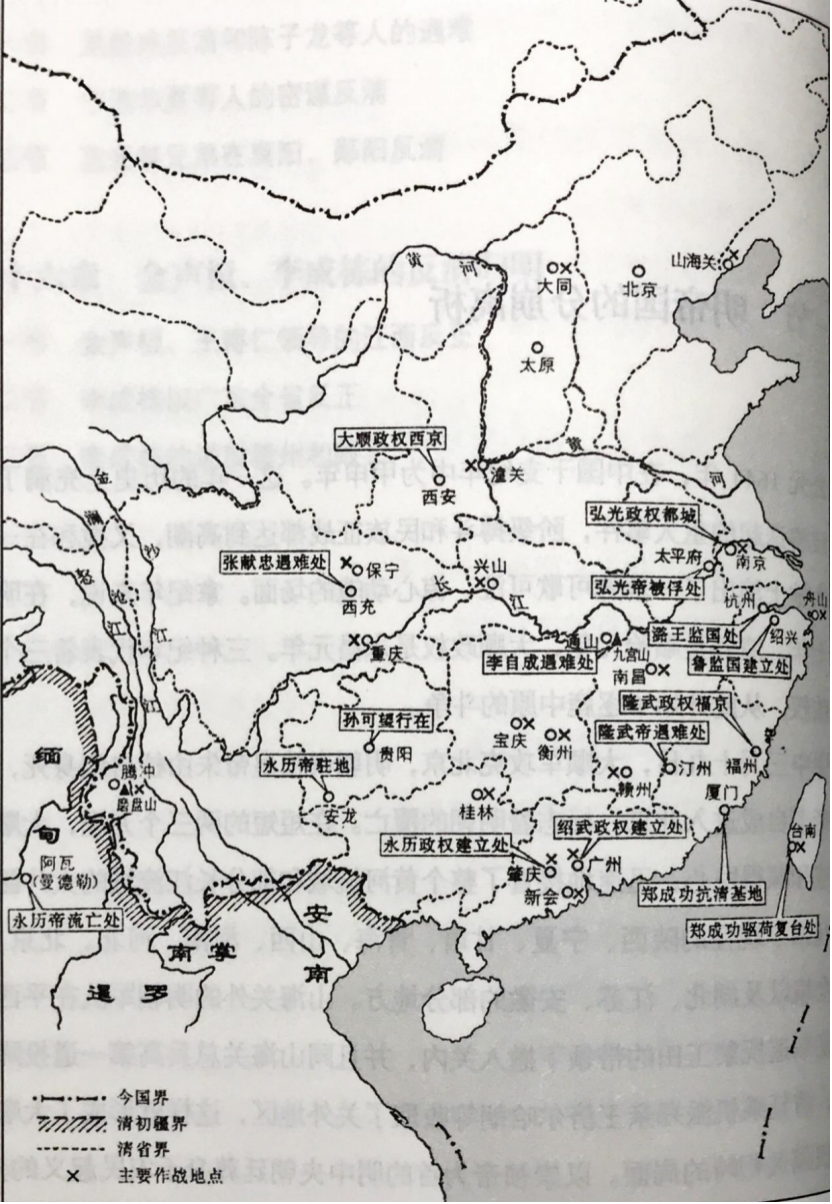 黄
河
大同
山海关
北京
太原
黄
大顺政权西京
潼关
河
西安
金
弘光政权都城
澜
太平府
南京
张献忠遇难处
保宁
兴山
怒
沧
沙
弘光帝被俘处
西充
长
江
杭州
舟山
江
江
潞王监国处
绍兴
重庆
通山
九宫山
李自成遇难处
鲁监国建立处
南昌
江
隆武政权福京
孙可望行在
宝庆
衡州
隆武帝遇难处
缅
贵阳
福州
永历帝驻地
汀州
腾冲
赣州
磨盘山
安龙
桂林
厦门
甸
绍武政权建立处
台南
永历政权建立处
广州
阿瓦
肇庆
(曼德勒)
新会
郑成功抗清基地
永历帝流亡处
安
郑成功驱荷复台处
南掌
南
暹罗
今国界
清初疆界
清省界
主要作战地点